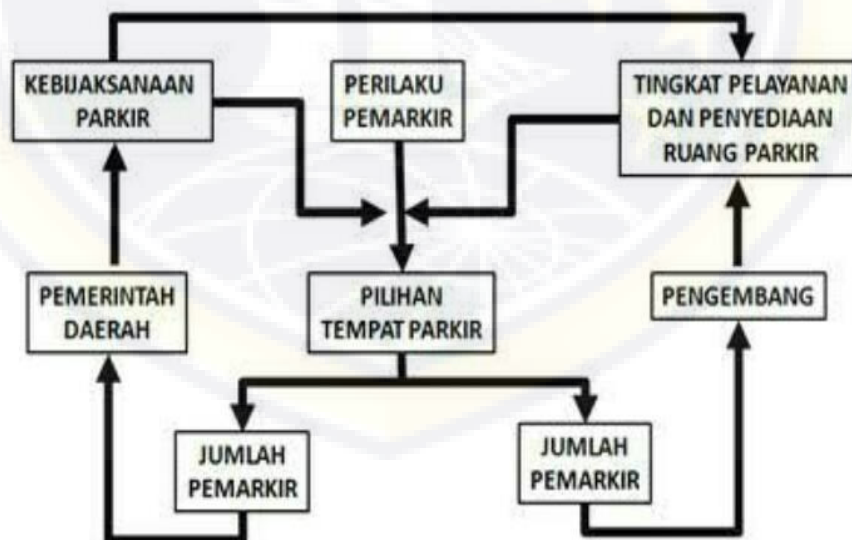 KEBIJAKSANAAN
PARKIR
PERILAKU
PEMARKIR
TINGKAT PELAYANAN
DAN PENYEDIAAN
RUANG PARKIR
PEMERINTAH
DAERAH
PILIHAN
TEMPAT PARKIR
PENGEMBANG
JUMLAH
PEMARKIR
JUMLAH
PEMARKIR